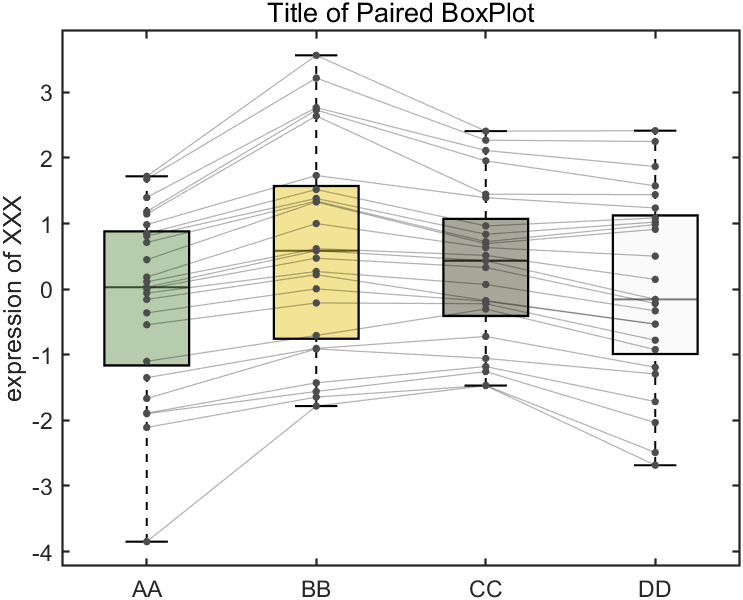 Title of Paired BoxPlot
expression of XXX
3
2
1
0
-1
-2
-3
-4
AA BB CC DD